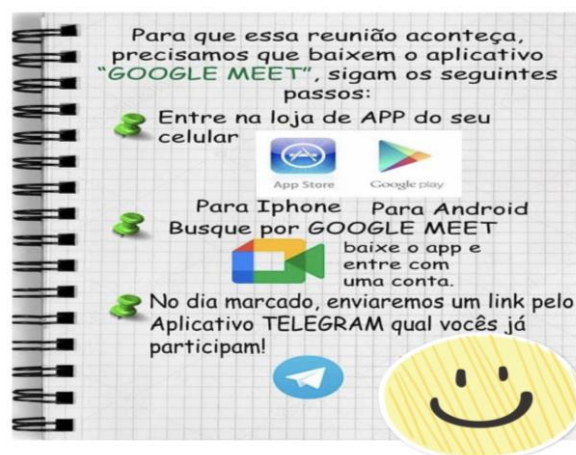 Para que essa reunião aconteça,
precisamos que baixem o aplicativo
“GOOGLE MEET”, sigam os seguintes
passos:
Entre na loja de APP do seu
celular
App Store
Google play
Para Iphone
Para Android
Busque por GOOGLE MEET
baixe o app e
entre com
uma conta.
No dia marcado, enviaremos um link pelo
Aplicativo TELEGRAM qual vocês já
participam!